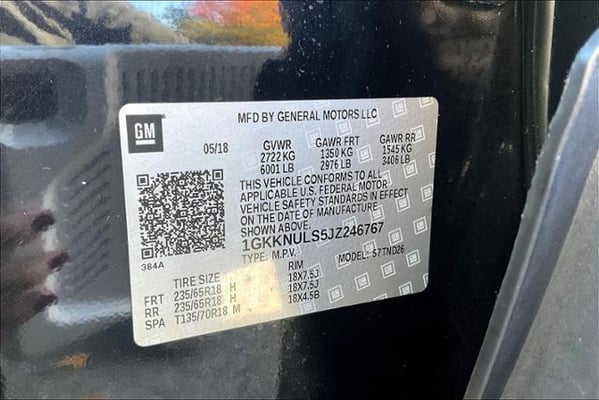 MFD BY GENERAL MOTORS LLC
GM
05/18 GVWR GAWR FRT GAWR RR
2722 KG 1350 KG 1545 KG
6001 LB 2976 LB 3406 LB
THIS VEHICLE CONFORMS TO ALL
APPLICABLE U.S. FEDERAL MOTOR
VEHICLE SAFETY STANDARDS IN EFFECT
ON THE DATE OF MANUFACTURE
SHOWN ABOVE.
1GKKNULS5JZ246767
TYPE: M.P.V. MODEL: 57TND26
384A
TIRE SIZE RIM
FRT 235/65R18 H 18X7.5J
RR 235/65R18 H 18X7.5J
SPA T135/70R18 M 18X4.5B